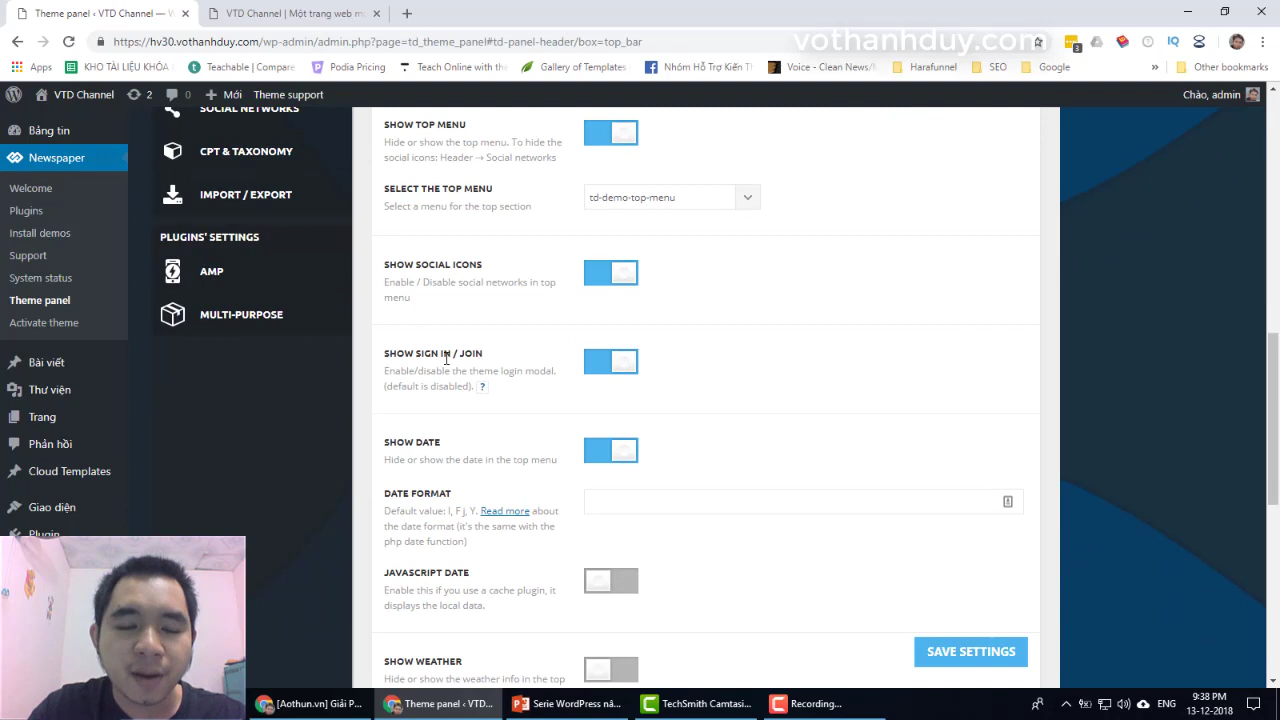 Theme panel ‹ VTD Channel — W
VTD Channel | Một trang web m
https://hv30.vothanhduy.com/wp-admin/admin.php?page=td_theme_panel#td-panel-header/box=top_bar
vothanhduy.com
Apps
KHO TÀI LIỆU KHÓA
Teachable - Compar
Podia Pricing
Teach Online with the
Gallery of Templates
Nhóm Hỗ Trợ Kiến T
Voice - Clean News/M
Harafunnel
SEO
Google
Other bookmarks
VTD Channel
2
0
Mới
Theme support
Chào, admin
Bảng tin
Newspaper
Welcome
Plugins
Install demos
Support
System status
Theme panel
Activate theme
Bài viết
Thư viện
Trang
Phản hồi
Cloud Templates
Giao diện
Plugin
SOCIAL NETWORKS
CPT & TAXONOMY
IMPORT / EXPORT
PLUGINS' SETTINGS
AMP
MULTI-PURPOSE
SHOW TOP MENU
Hide or show the top menu. To hide the
social icons: Header → Social networks
SELECT THE TOP MENU
Select a menu for the top section
td-demo-top-menu
SHOW SOCIAL ICONS
Enable / Disable social networks in top
menu
SHOW SIGN IN / JOIN
Enable/disable the theme login modal.
(default is disabled). ?
SHOW DATE
Hide or show the date in the top menu
DATE FORMAT
Default value: l, F j, Y. Read more about
the date format (it's the same with the
php date function)
JAVASCRIPT DATE
Enable this if you use a cache plugin, it
displays the local data.
SHOW WEATHER
Hide or show the weather info in the top
SAVE SETTINGS
[Aothun.vn] Giải P...
Theme panel ‹ VTD...
Serie WordPress nâ...
TechSmith Camtasi...
Recording...
ENG
9:38 PM
13-12-2018